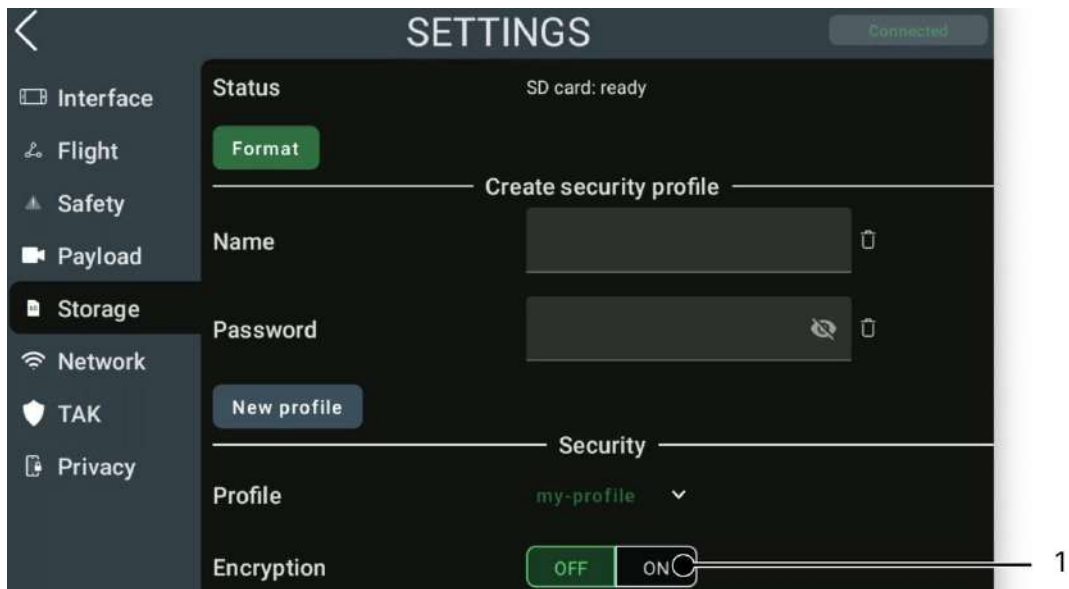 SETTINGS
Connected
Interface
Flight
Safety
Payload
Storage
Network
TAK
Privacy
Status
SD card: ready
Format
Create security profile
Name
Password
New profile
Security
Profile
my-profile
Encryption
OFF ON
1